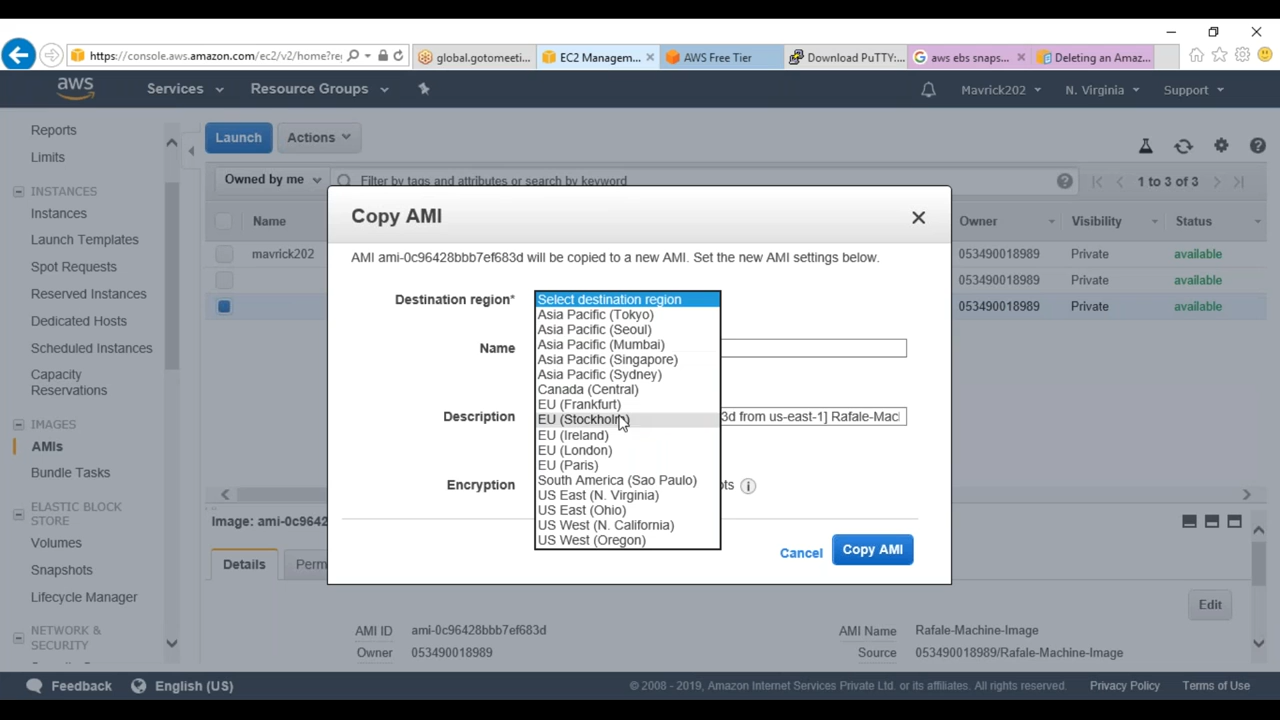 https://console.aws.amazon.com/ec2/v2/home?re
global.gotomeeti...
EC2 Managem...
AWS Free Tier
Download PuTTY:...
aws ebs snaps...
Deleting an Amaz...
aws
Services
Resource Groups
Mavrick202
N. Virginia
Support
Reports
Limits
INSTANCES
Instances
Launch Templates
Spot Requests
Reserved Instances
Dedicated Hosts
Scheduled Instances
Capacity
Reservations
IMAGES
AMIs
Bundle Tasks
ELASTIC BLOCK
STORE
Volumes
Snapshots
Lifecycle Manager
NETWORK &
SECURITY
Launch
Actions
Owned by me
Filter by tags and attributes or search by keyword
1 to 3 of 3
Name
Owner
Visibility
Status
mavrick202
053490018989
Private
available
053490018989
Private
available
053490018989
Private
available
Copy AMI
AMI ami-0c96428bbb7ef683d will be copied to a new AMI. Set the new AMI settings below.
Destination region*
Select destination region
Asia Pacific (Tokyo)
Asia Pacific (Seoul)
Asia Pacific (Mumbai)
Asia Pacific (Singapore)
Asia Pacific (Sydney)
Canada (Central)
EU (Frankfurt)
EU (Stockholm)
EU (Ireland)
EU (London)
EU (Paris)
South America (Sao Paulo)
US East (N. Virginia)
US East (Ohio)
US West (N. California)
US West (Oregon)
Name
Description
3d from us-east-1] Rafale-Mac
Encryption
ots
Cancel
Copy AMI
Image: ami-0c9642
Details
Perm
Edit
AMI ID
ami-0c96428bbb7ef683d
AMI Name
Rafale-Machine-Image
Owner
053490018989
Source
053490018989/Rafale-Machine-Image
Feedback
English (US)
© 2008 - 2019, Amazon Internet Services Private Ltd. or its affiliates. All rights reserved.
Privacy Policy
Terms of Use